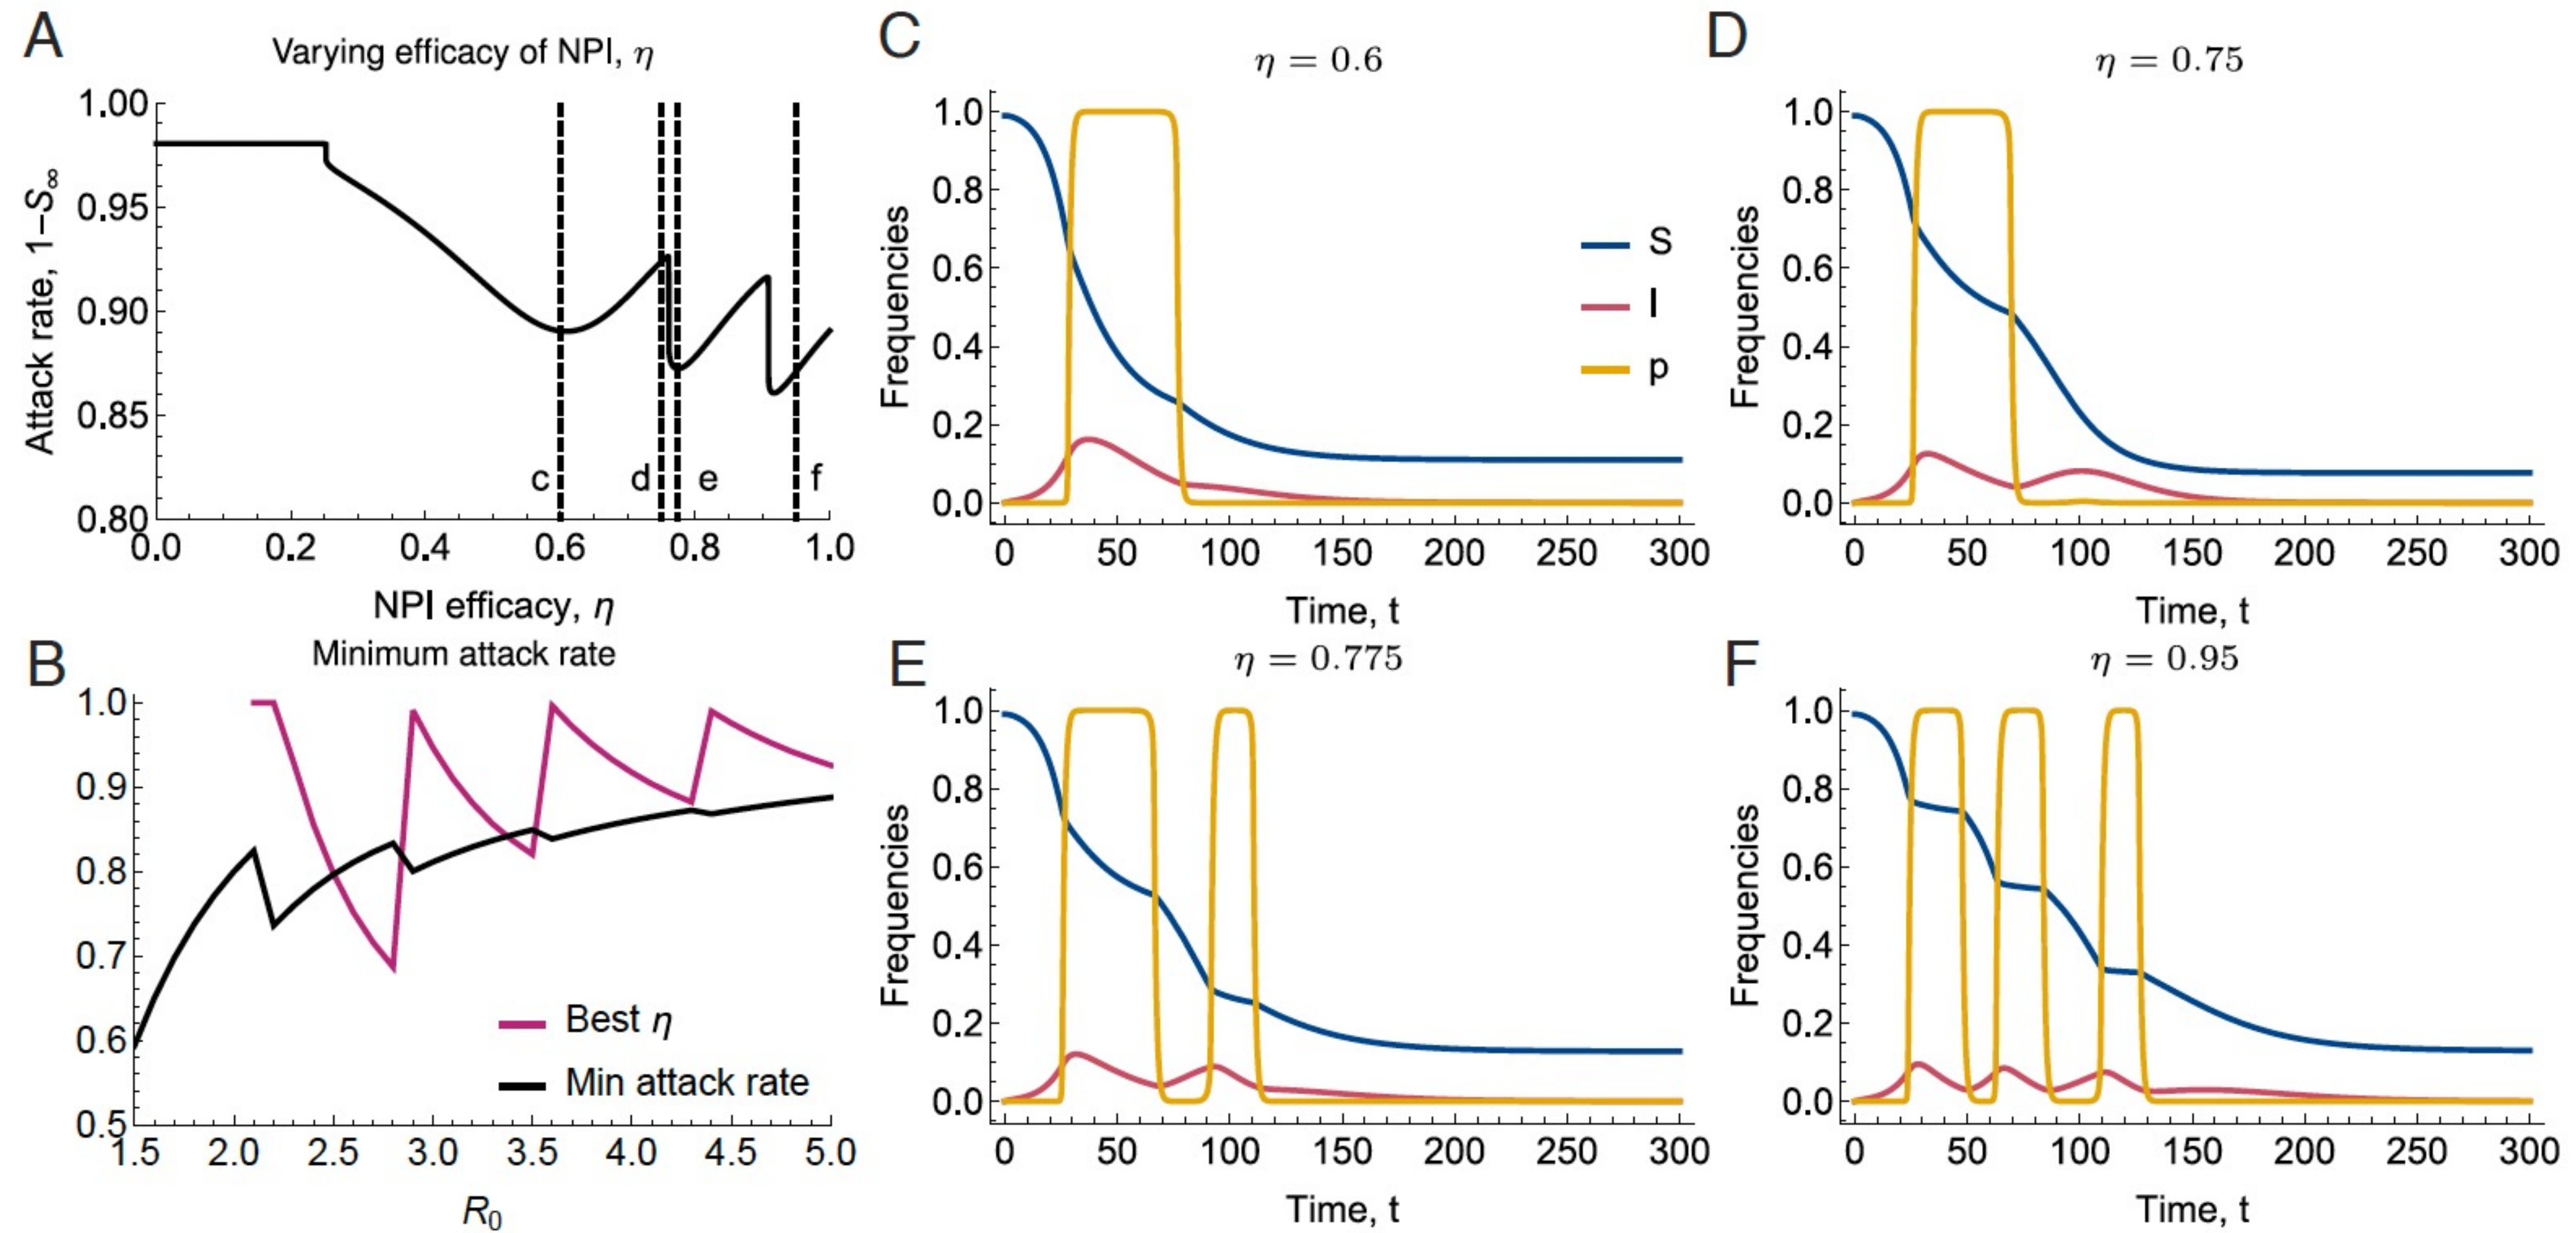 A
Varying efficacy of NPI, η
1.00
0.95
0.90
0.85
0.80
Attack rate, 1−S∞
c
d
e
f
0.0 0.2 0.4 0.6 0.8 1.0
NPI efficacy, η
B
Minimum attack rate
1.0
0.9
0.8
0.7
0.6
0.5
Best η
Min attack rate
1.5 2.0 2.5 3.0 3.5 4.0 4.5 5.0
R0
C
η = 0.6
1.0
0.8
0.6
0.4
0.2
0.0
Frequencies
S
I
p
0 50 100 150 200 250 300
Time, t
D
η = 0.75
1.0
0.8
0.6
0.4
0.2
0.0
Frequencies
0 50 100 150 200 250 300
Time, t
E
η = 0.775
1.0
0.8
0.6
0.4
0.2
0.0
Frequencies
0 50 100 150 200 250 300
Time, t
F
η = 0.95
1.0
0.8
0.6
0.4
0.2
0.0
Frequencies
0 50 100 150 200 250 300
Time, t